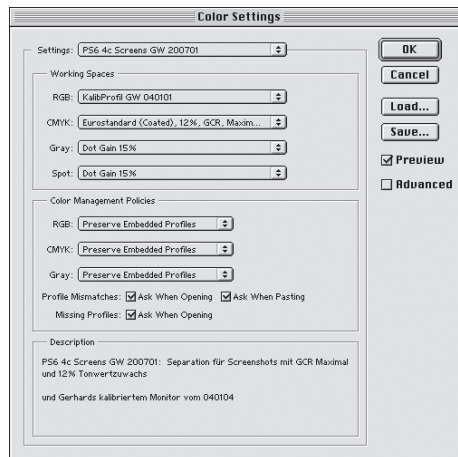 Color Settings
Settings: PS6 4c Screens GW 200701
OK
Cancel
Load...
Save...
Preview
Advanced
Working Spaces
RGB: KalibProfil GW 040101
CMYK: Eurostandard (Coated), 12%, GCR, Maxim...
Gray: Dot Gain 15%
Spot: Dot Gain 15%
Color Management Policies
RGB: Preserve Embedded Profiles
CMYK: Preserve Embedded Profiles
Gray: Preserve Embedded Profiles
Profile Mismatches: Ask When Opening Ask When Pasting
Missing Profiles: Ask When Opening
Description
PS6 4c Screens GW 200701: Separation für Screenshots mit GCR Maximal
und 12% Tonwertzuwachs
und Gerhards kalibriertem Monitor vom 040104